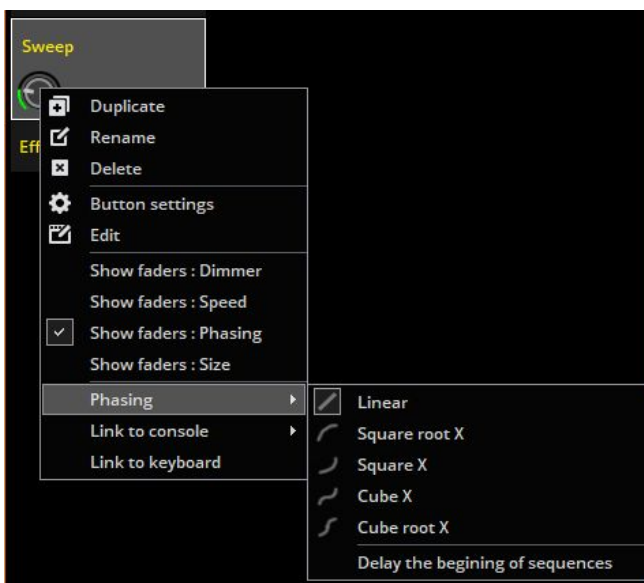 Sweep
Eff
Duplicate
Rename
Delete
Button settings
Edit
Show faders : Dimmer
Show faders : Speed
Show faders : Phasing
Show faders : Size
Phasing
Link to console
Link to keyboard
Linear
Square root X
Square X
Cube X
Cube root X
Delay the begining of sequences